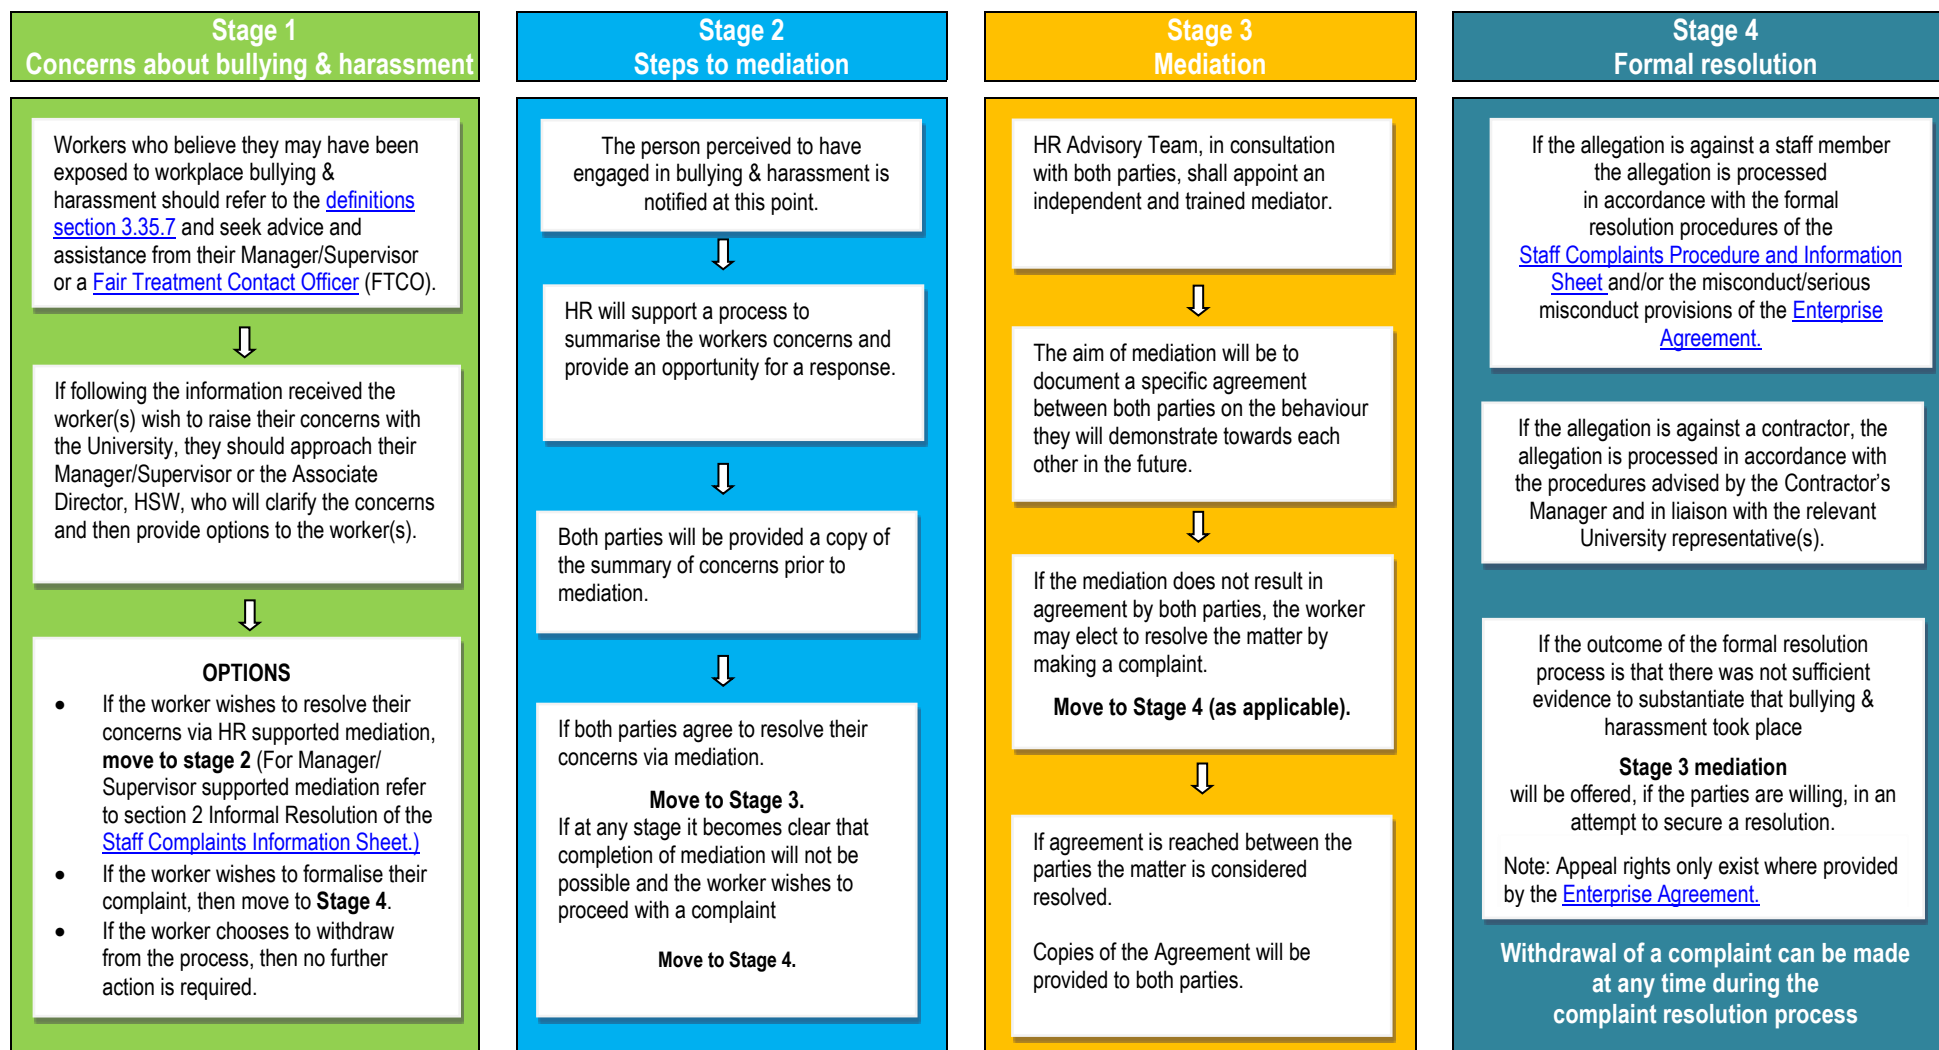 Stage 1
Concerns about bullying & harassment
Workers who believe they may have been
exposed to workplace bullying &
harassment should refer to the definitions
section 3.35.7 and seek advice and
assistance from their Manager/Supervisor
or a Fair Treatment Contact Officer (FTCO).
If following the information received the
worker(s) wish to raise their concerns with
the University, they should approach their
Manager/Supervisor or the Associate
Director, HSW, who will clarify the concerns
and then provide options to the worker(s).
OPTIONS
• If the worker wishes to resolve their
concerns via HR supported mediation,
move to stage 2 (For Manager/
Supervisor supported mediation refer
to section 2 Informal Resolution of the
Staff Complaints Information Sheet.)
• If the worker wishes to formalise their
complaint, then move to Stage 4.
• If the worker chooses to withdraw
from the process, then no further
action is required.
Stage 2
Steps to mediation
The person perceived to have
engaged in bullying & harassment is
notified at this point.
HR will support a process to
summarise the workers concerns and
provide an opportunity for a response.
Both parties will be provided a copy of
the summary of concerns prior to
mediation.
If both parties agree to resolve their
concerns via mediation.
Move to Stage 3.
If at any stage it becomes clear that
completion of mediation will not be
possible and the worker wishes to
proceed with a complaint
Move to Stage 4.
Stage 3
Mediation
HR Advisory Team, in consultation
with both parties, shall appoint an
independent and trained mediator.
The aim of mediation will be to
document a specific agreement
between both parties on the behaviour
they will demonstrate towards each
other in the future.
If the mediation does not result in
agreement by both parties, the worker
may elect to resolve the matter by
making a complaint.
Move to Stage 4 (as applicable).
If agreement is reached between the
parties the matter is considered
resolved.
Copies of the Agreement will be
provided to both parties.
Stage 4
Formal resolution
If the allegation is against a staff member
the allegation is processed
in accordance with the formal
resolution procedures of the
Staff Complaints Procedure and Information
Sheet and/or the misconduct/serious
misconduct provisions of the Enterprise
Agreement.
If the allegation is against a contractor, the
allegation is processed in accordance with
the procedures advised by the Contractor’s
Manager and in liaison with the relevant
University representative(s).
If the outcome of the formal resolution
process is that there was not sufficient
evidence to substantiate that bullying &
harassment took place
Stage 3 mediation
will be offered, if the parties are willing, in an
attempt to secure a resolution.
Note: Appeal rights only exist where provided
by the Enterprise Agreement.
Withdrawal of a complaint can be made
at any time during the
complaint resolution process